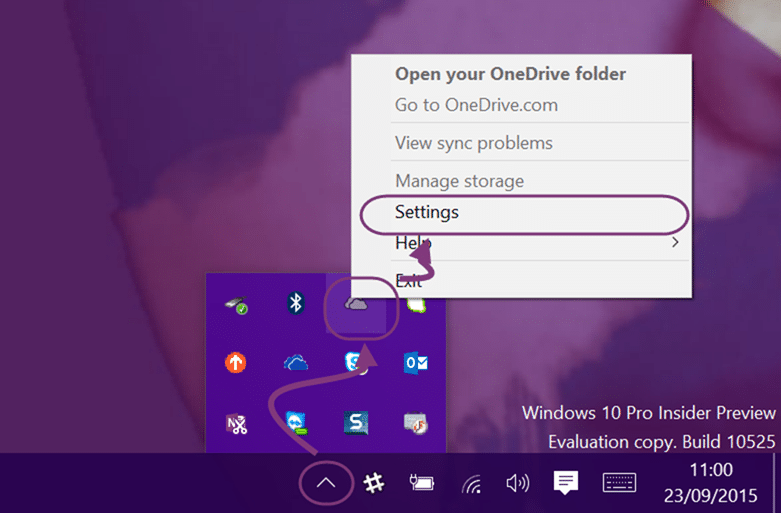 Open your OneDrive folder
Go to OneDrive.com
View sync problems
Manage storage
Settings
Help
Exit
Windows 10 Pro Insider Preview
Evaluation copy. Build 10525
11:00
23/09/2015